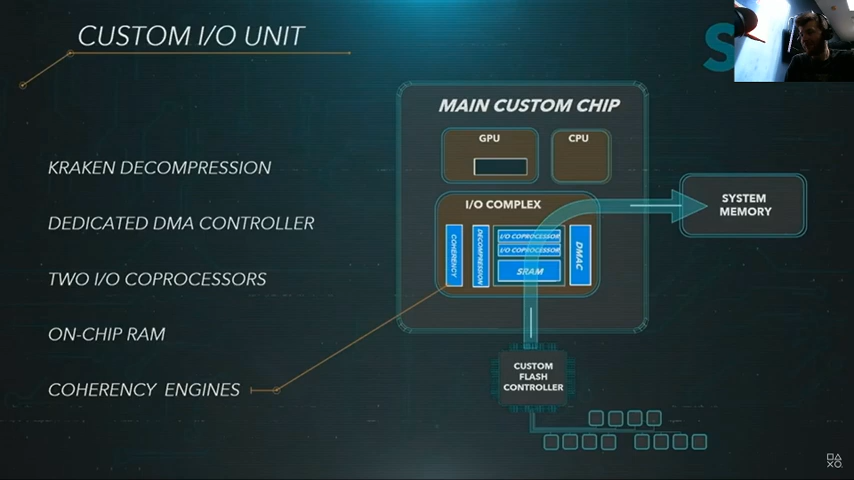 CUSTOM I/O UNIT
S
KRAKEN DECOMPRESSION
DEDICATED DMA CONTROLLER
TWO I/O COPROCESSORS
ON-CHIP RAM
COHERENCY ENGINES
MAIN CUSTOM CHIP
GPU
CPU
I/O COMPLEX
COHERENCY
DECOMPRESSION
I/O COPROCESSOR
I/O COPROCESSOR
SRAM
DMAC
SYSTEM
MEMORY
CUSTOM
FLASH
CONTROLLER